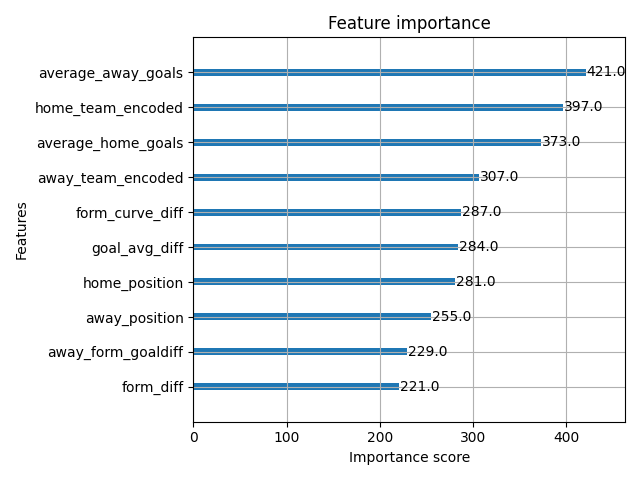 Feature importance
Features
average_away_goals 421.0
home_team_encoded 397.0
average_home_goals 373.0
away_team_encoded 307.0
form_curve_diff 287.0
goal_avg_diff 284.0
home_position 281.0
away_position 255.0
away_form_goaldiff 229.0
form_diff 221.0
0 100 200 300 400
Importance score